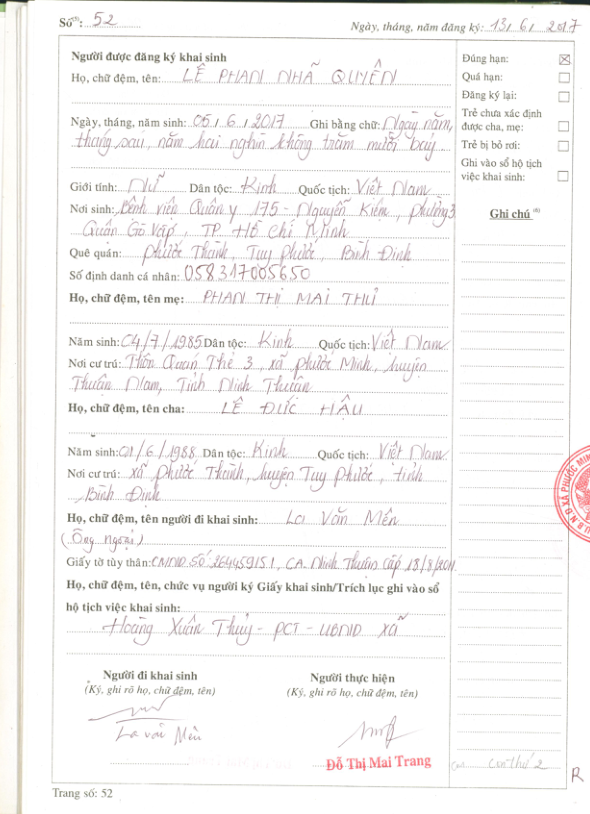 Số⁽⁵⁾: 52 Ngày, tháng, năm đăng ký: 13/6/2017
Người được đăng ký khai sinh
Họ, chữ đệm, tên: LÊ PHAN NHÃ QUYÊN
Ngày, tháng, năm sinh: 05/6/2017 Ghi bằng chữ: Ngày năm,
tháng sáu, năm hai nghìn không trăm mười bảy
Giới tính: Nữ Dân tộc: Kinh Quốc tịch: Việt Nam
Nơi sinh: Bệnh viện Quân y 175 - Nguyễn Kiệm, phường 3
Quận Gò Vấp, TP Hồ Chí Minh
Quê quán: Phước Thành, Tuy Phước, Bình Định
Số định danh cá nhân: 058317005650
Họ, chữ đệm, tên mẹ: PHAN THỊ MAI THƯ
Năm sinh: 04/7/1985 Dân tộc: Kinh Quốc tịch: Việt Nam
Nơi cư trú: Thôn Quán Thẻ 3, xã Phước Minh, huyện
Thuận Nam, Tỉnh Ninh Thuận
Họ, chữ đệm, tên cha: LÊ ĐỨC HẬU
Năm sinh: 01/6/1988 Dân tộc: Kinh Quốc tịch: Việt Nam
Nơi cư trú: xã Phước Thành, huyện Tuy Phước, tỉnh
Bình Định
Họ, chữ đệm, tên người đi khai sinh: La Văn Mên
(Ông ngoại)
Giấy tờ tùy thân: CMND số 264459151, CA. Ninh Thuận cấp 18/8/2011
Họ, chữ đệm, tên, chức vụ người ký Giấy khai sinh/Trích lục ghi vào sổ
hộ tịch việc khai sinh:
Hoàng Xuân Thủy - PCT - UBND xã
Người đi khai sinh Người thực hiện
(Ký, ghi rõ họ, chữ đệm, tên) (Ký, ghi rõ họ, chữ đệm, tên)
La văn Mên
Đỗ Thị Mai Trang
Trang số: 52
Đúng hạn: ☒
Quá hạn: ☐
Đăng ký lại: ☐
Trẻ chưa xác định
được cha, mẹ: ☐
Trẻ bị bỏ rơi: ☐
Ghi vào sổ hộ tịch
việc khai sinh: ☐
Ghi chú ⁽⁶⁾
Con thứ 2
R
U.B.N.D XÃ PHƯỚC MIN